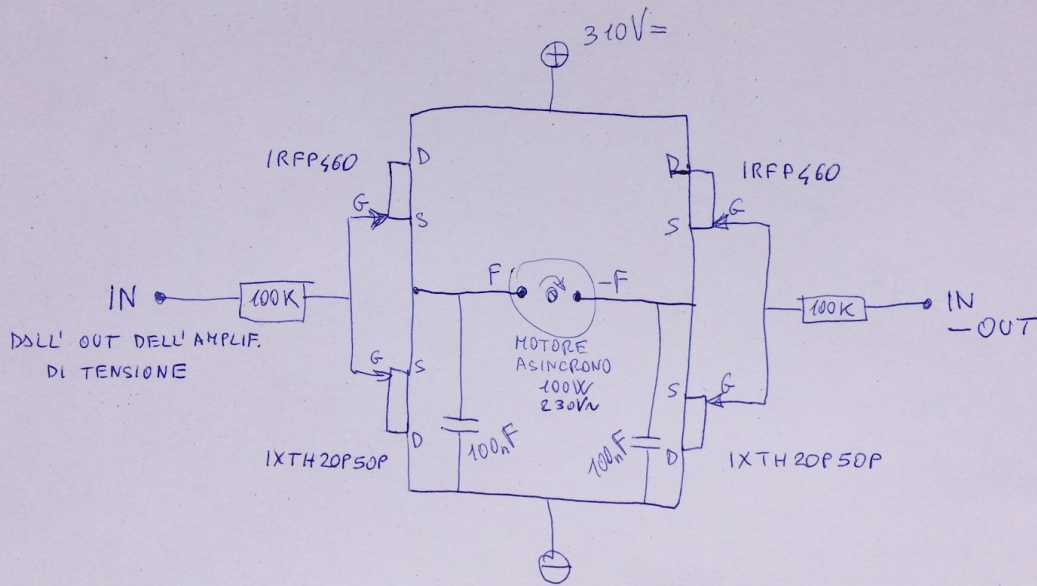 310V=
IRFP460
D
G
S
D
IRFP460
G
S
IN
100K
F
-F
100K
IN
- OUT
DALL' OUT DELL'AMPLIF.
DI TENSIONE
MOTORE
ASINCRONO
100W
230V~
G
S
D
100nF
IXTH20P50P
S
G
100nF
D
IXTH20P50P